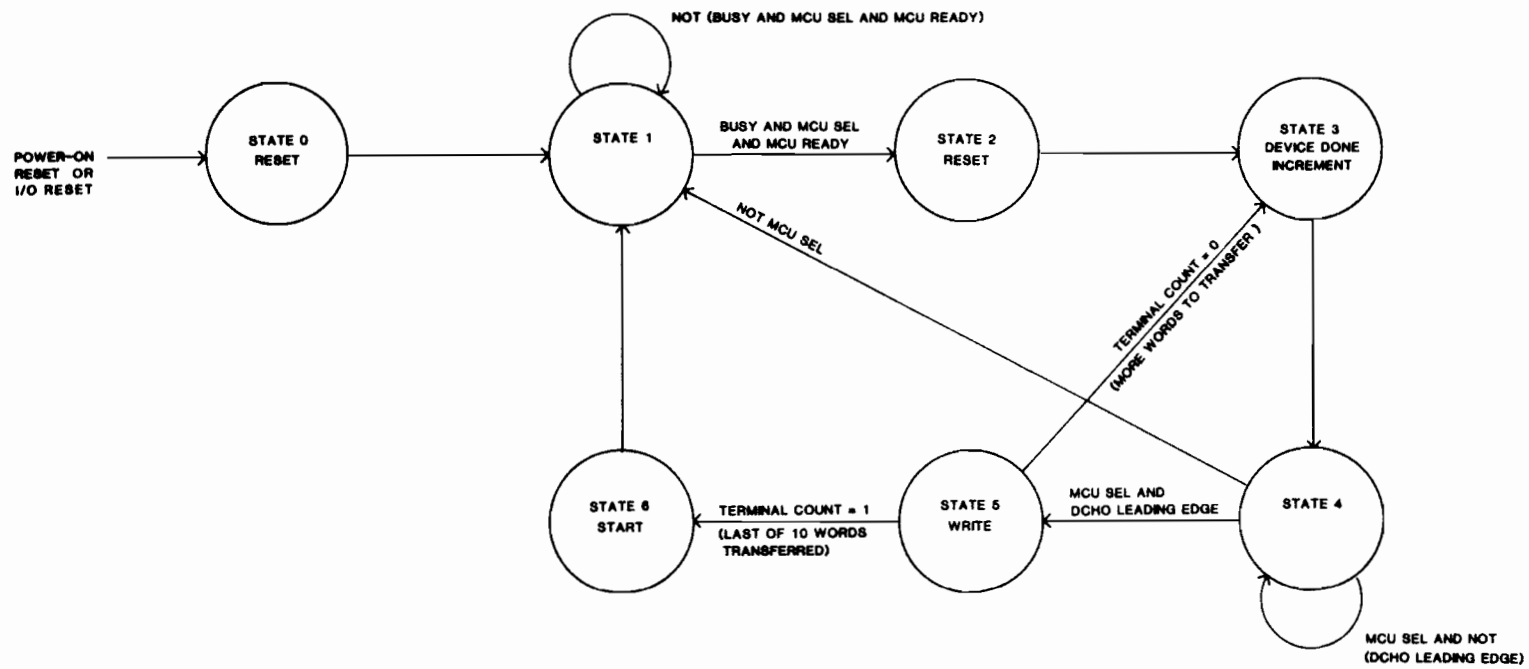 NOT (BUSY AND MCU SEL AND MCU READY)
POWER-ON
RESET OR
I/O RESET
STATE 0
RESET
STATE 1
BUSY AND MCU SEL
AND MCU READY
STATE 2
RESET
STATE 3
DEVICE DONE
INCREMENT
NOT MCU SEL
TERMINAL COUNT = 0
(MORE WORDS TO TRANSFER)
STATE 6
START
TERMINAL COUNT = 1
(LAST OF 10 WORDS
TRANSFERRED)
STATE 5
WRITE
MCU SEL AND
DCHO LEADING EDGE
STATE 4
MCU SEL AND NOT
(DCHO LEADING EDGE)